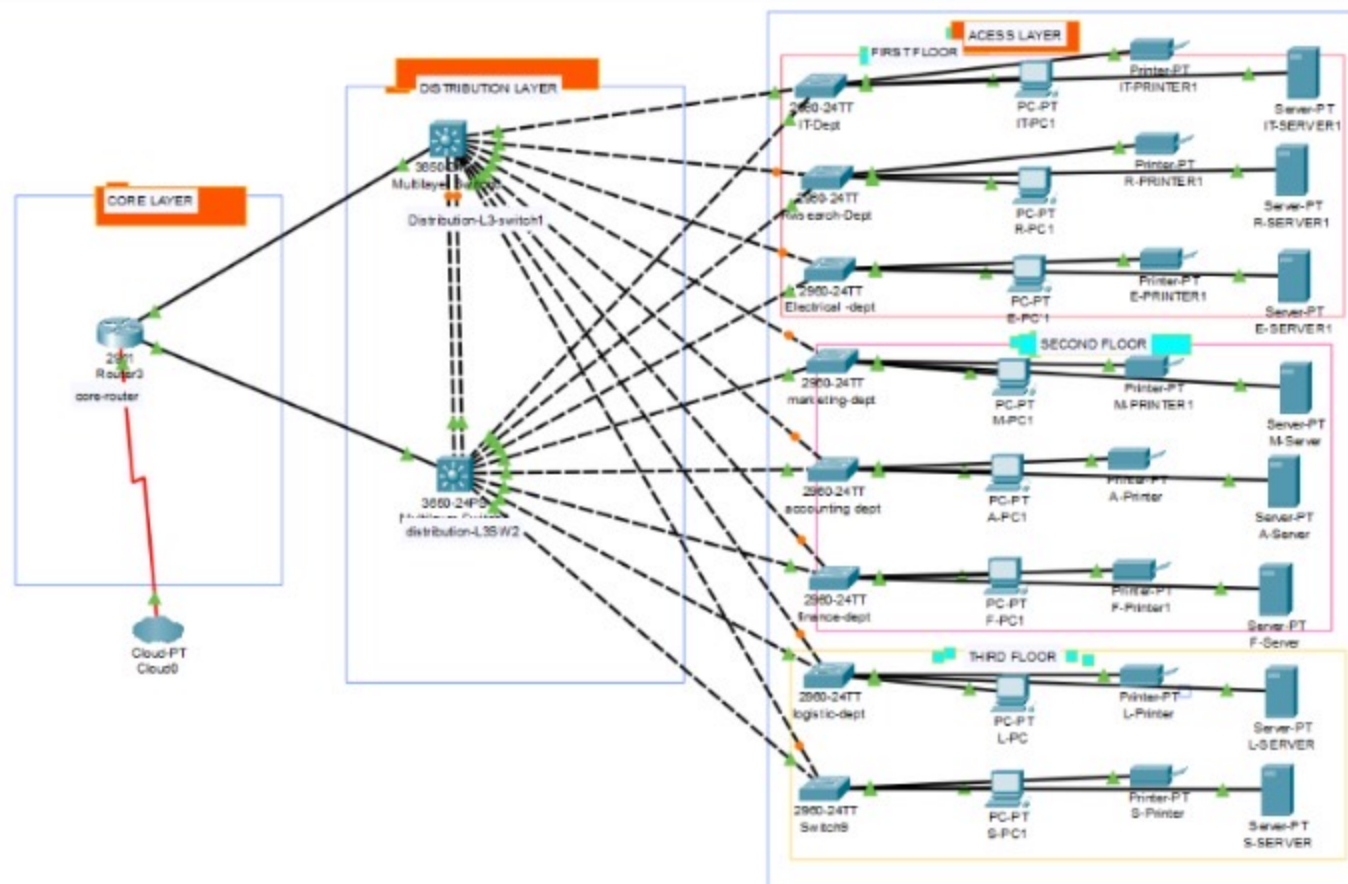 ACESS LAYER
FIRST FLOOR
DISTRIBUTION LAYER
CORE LAYER
Printer-PT
IT-PRINTER1
2960-24TT
IT-Dept
PC-PT
IT-PC1
Server-PT
IT-SERVER1
Multilayer
Distribution-L3-switch1
Printer-PT
R-PRINTER1
2960-24TT
PC-PT
R-PC1
Server-PT
R-SERVER1
2960-24TT
Electrical -dept
PC-PT
E-PC1
Printer-PT
E-PRINTER1
Server-PT
E-SERVER1
Router3
core-router
SECOND FLOOR
2960-24TT
marketing-dept
PC-PT
M-PC1
Printer-PT
M-PRINTER1
Server-PT
M-Server
distribution-L3SW2
2960-24TT
accounting dept
PC-PT
A-PC1
Printer-PT
A-Printer
Server-PT
A-Server
2960-24TT
finance-dept
PC-PT
F-PC1
Printer-PT
F-Printer1
Server-PT
F-Server
Cloud-PT
Cloud0
THIRD FLOOR
2960-24TT
logistic-dept
PC-PT
L-PC
Printer-PT
L-Printer
Server-PT
L-SERVER
2960-24TT
Switch9
PC-PT
S-PC1
Printer-PT
S-Printer
Server-PT
S-SERVER